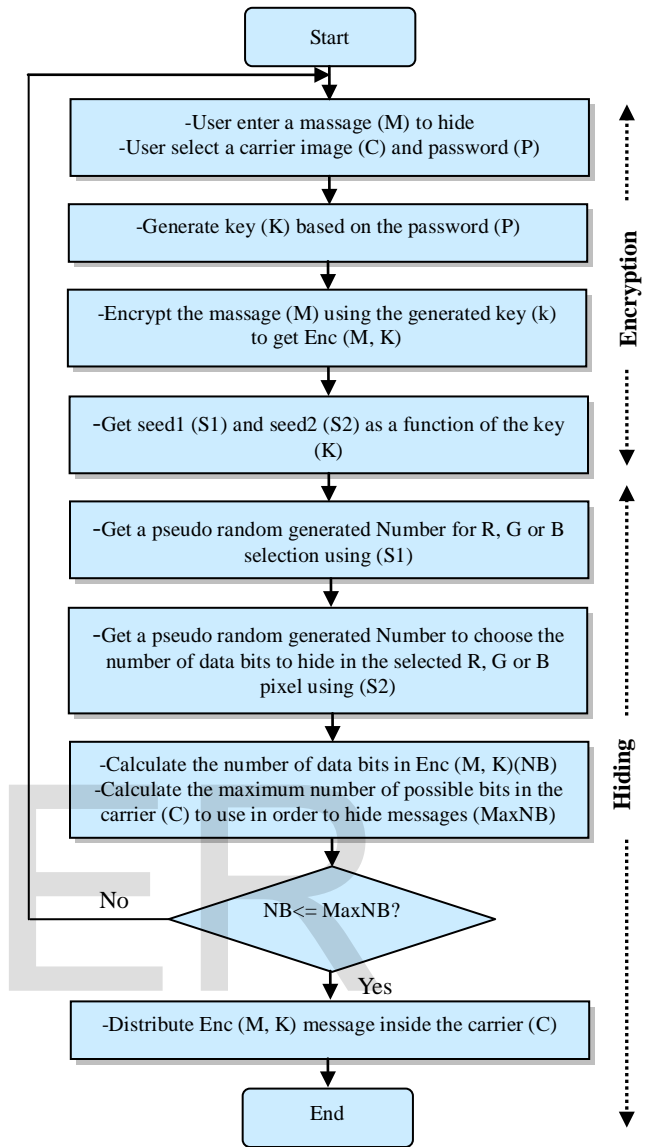 Start
-User enter a massage (M) to hide
-User select a carrier image (C) and password (P)
-Generate key (K) based on the password (P)
-Encrypt the massage (M) using the generated key (k)
to get Enc (M, K)
-Get seed1 (S1) and seed2 (S2) as a function of the key
(K)
Encryption
-Get a pseudo random generated Number for R, G or B
selection using (S1)
-Get a pseudo random generated Number to choose the
number of data bits to hide in the selected R, G or B
pixel using (S2)
-Calculate the number of data bits in Enc (M, K)(NB)
-Calculate the maximum number of possible bits in the
carrier (C) to use in order to hide messages (MaxNB)
Hiding
No
NB<= MaxNB?
Yes
-Distribute Enc (M, K) message inside the carrier (C)
End
ER